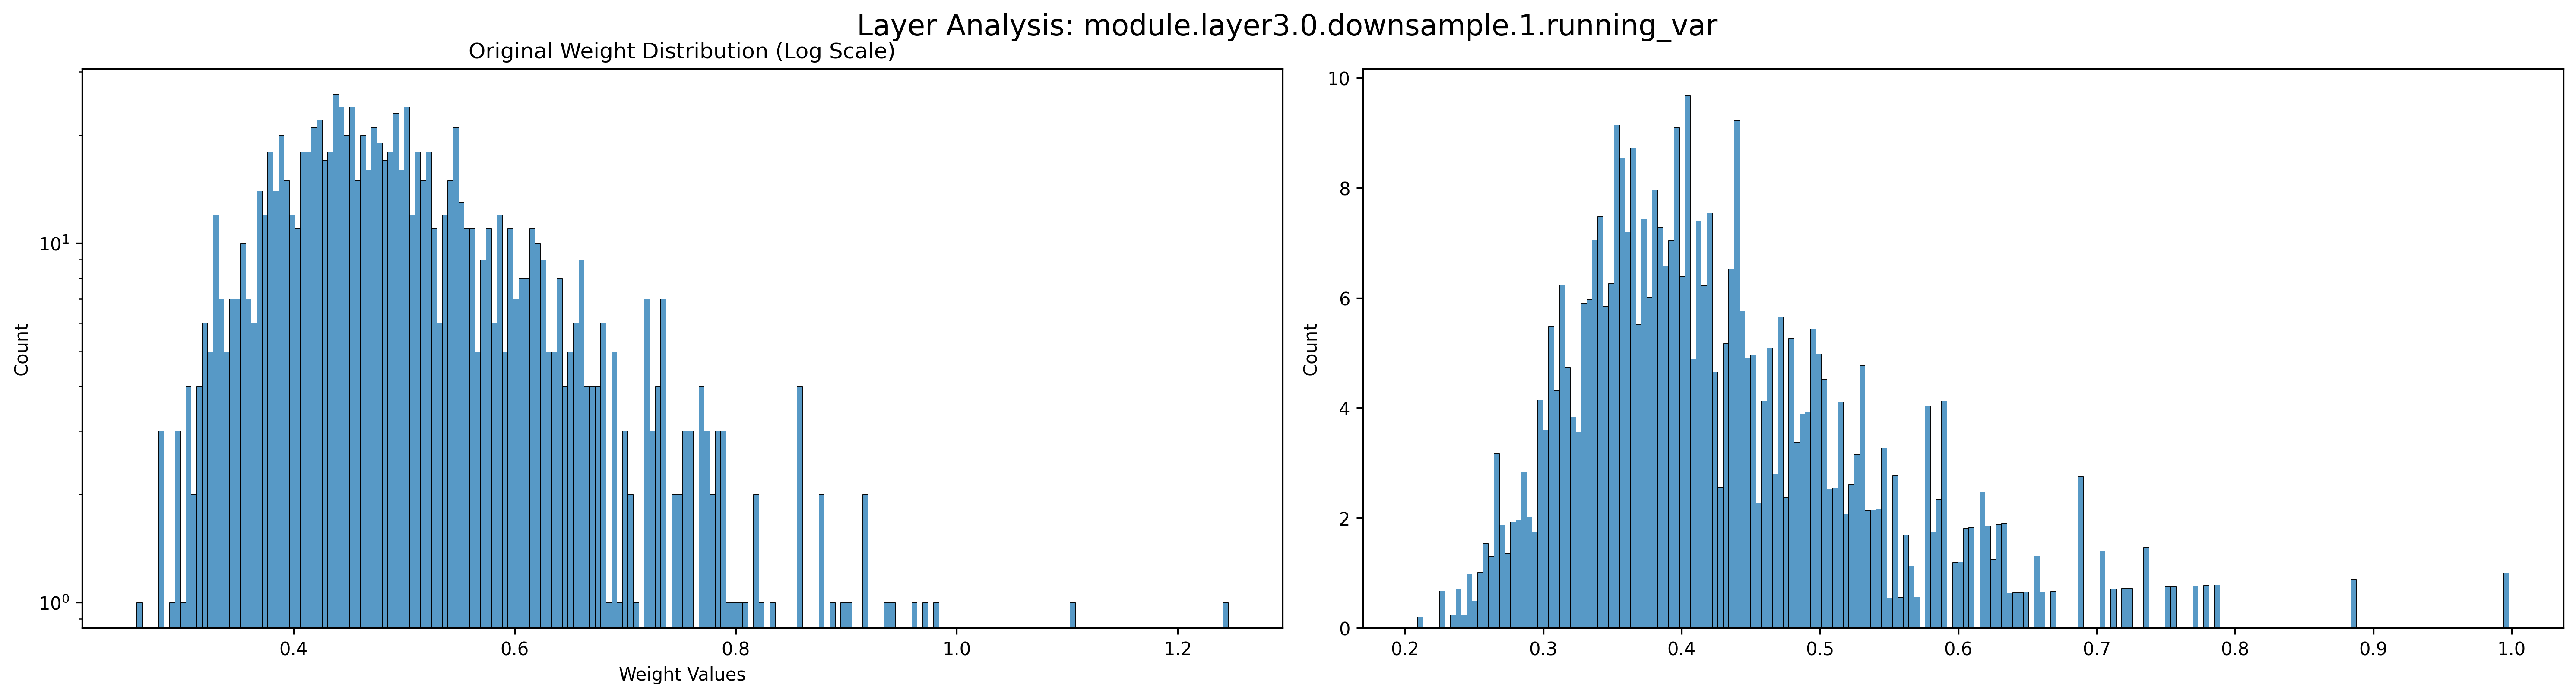 Layer Analysis: module.layer3.0.downsample.1.running_var
Original Weight Distribution (Log Scale)
Count
10¹
10⁰
0.4 0.6 0.8 1.0 1.2
Weight Values
Count
10
8
6
4
2
0
0.2 0.3 0.4 0.5 0.6 0.7 0.8 0.9 1.0